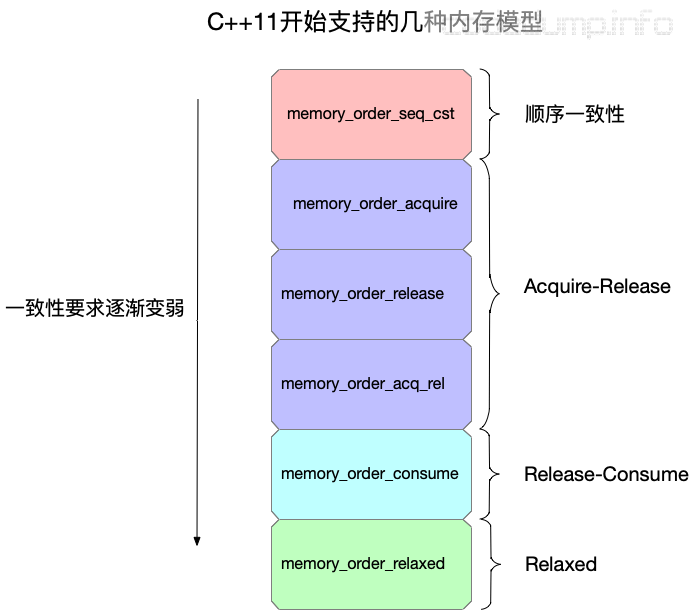 C++11开始支持的几种内存模型
memory_order_seq_cst
顺序一致性
memory_order_acquire
memory_order_release
Acquire-Release
一致性要求逐渐变弱
memory_order_acq_rel
memory_order_consume
Release-Consume
memory_order_relaxed
Relaxed